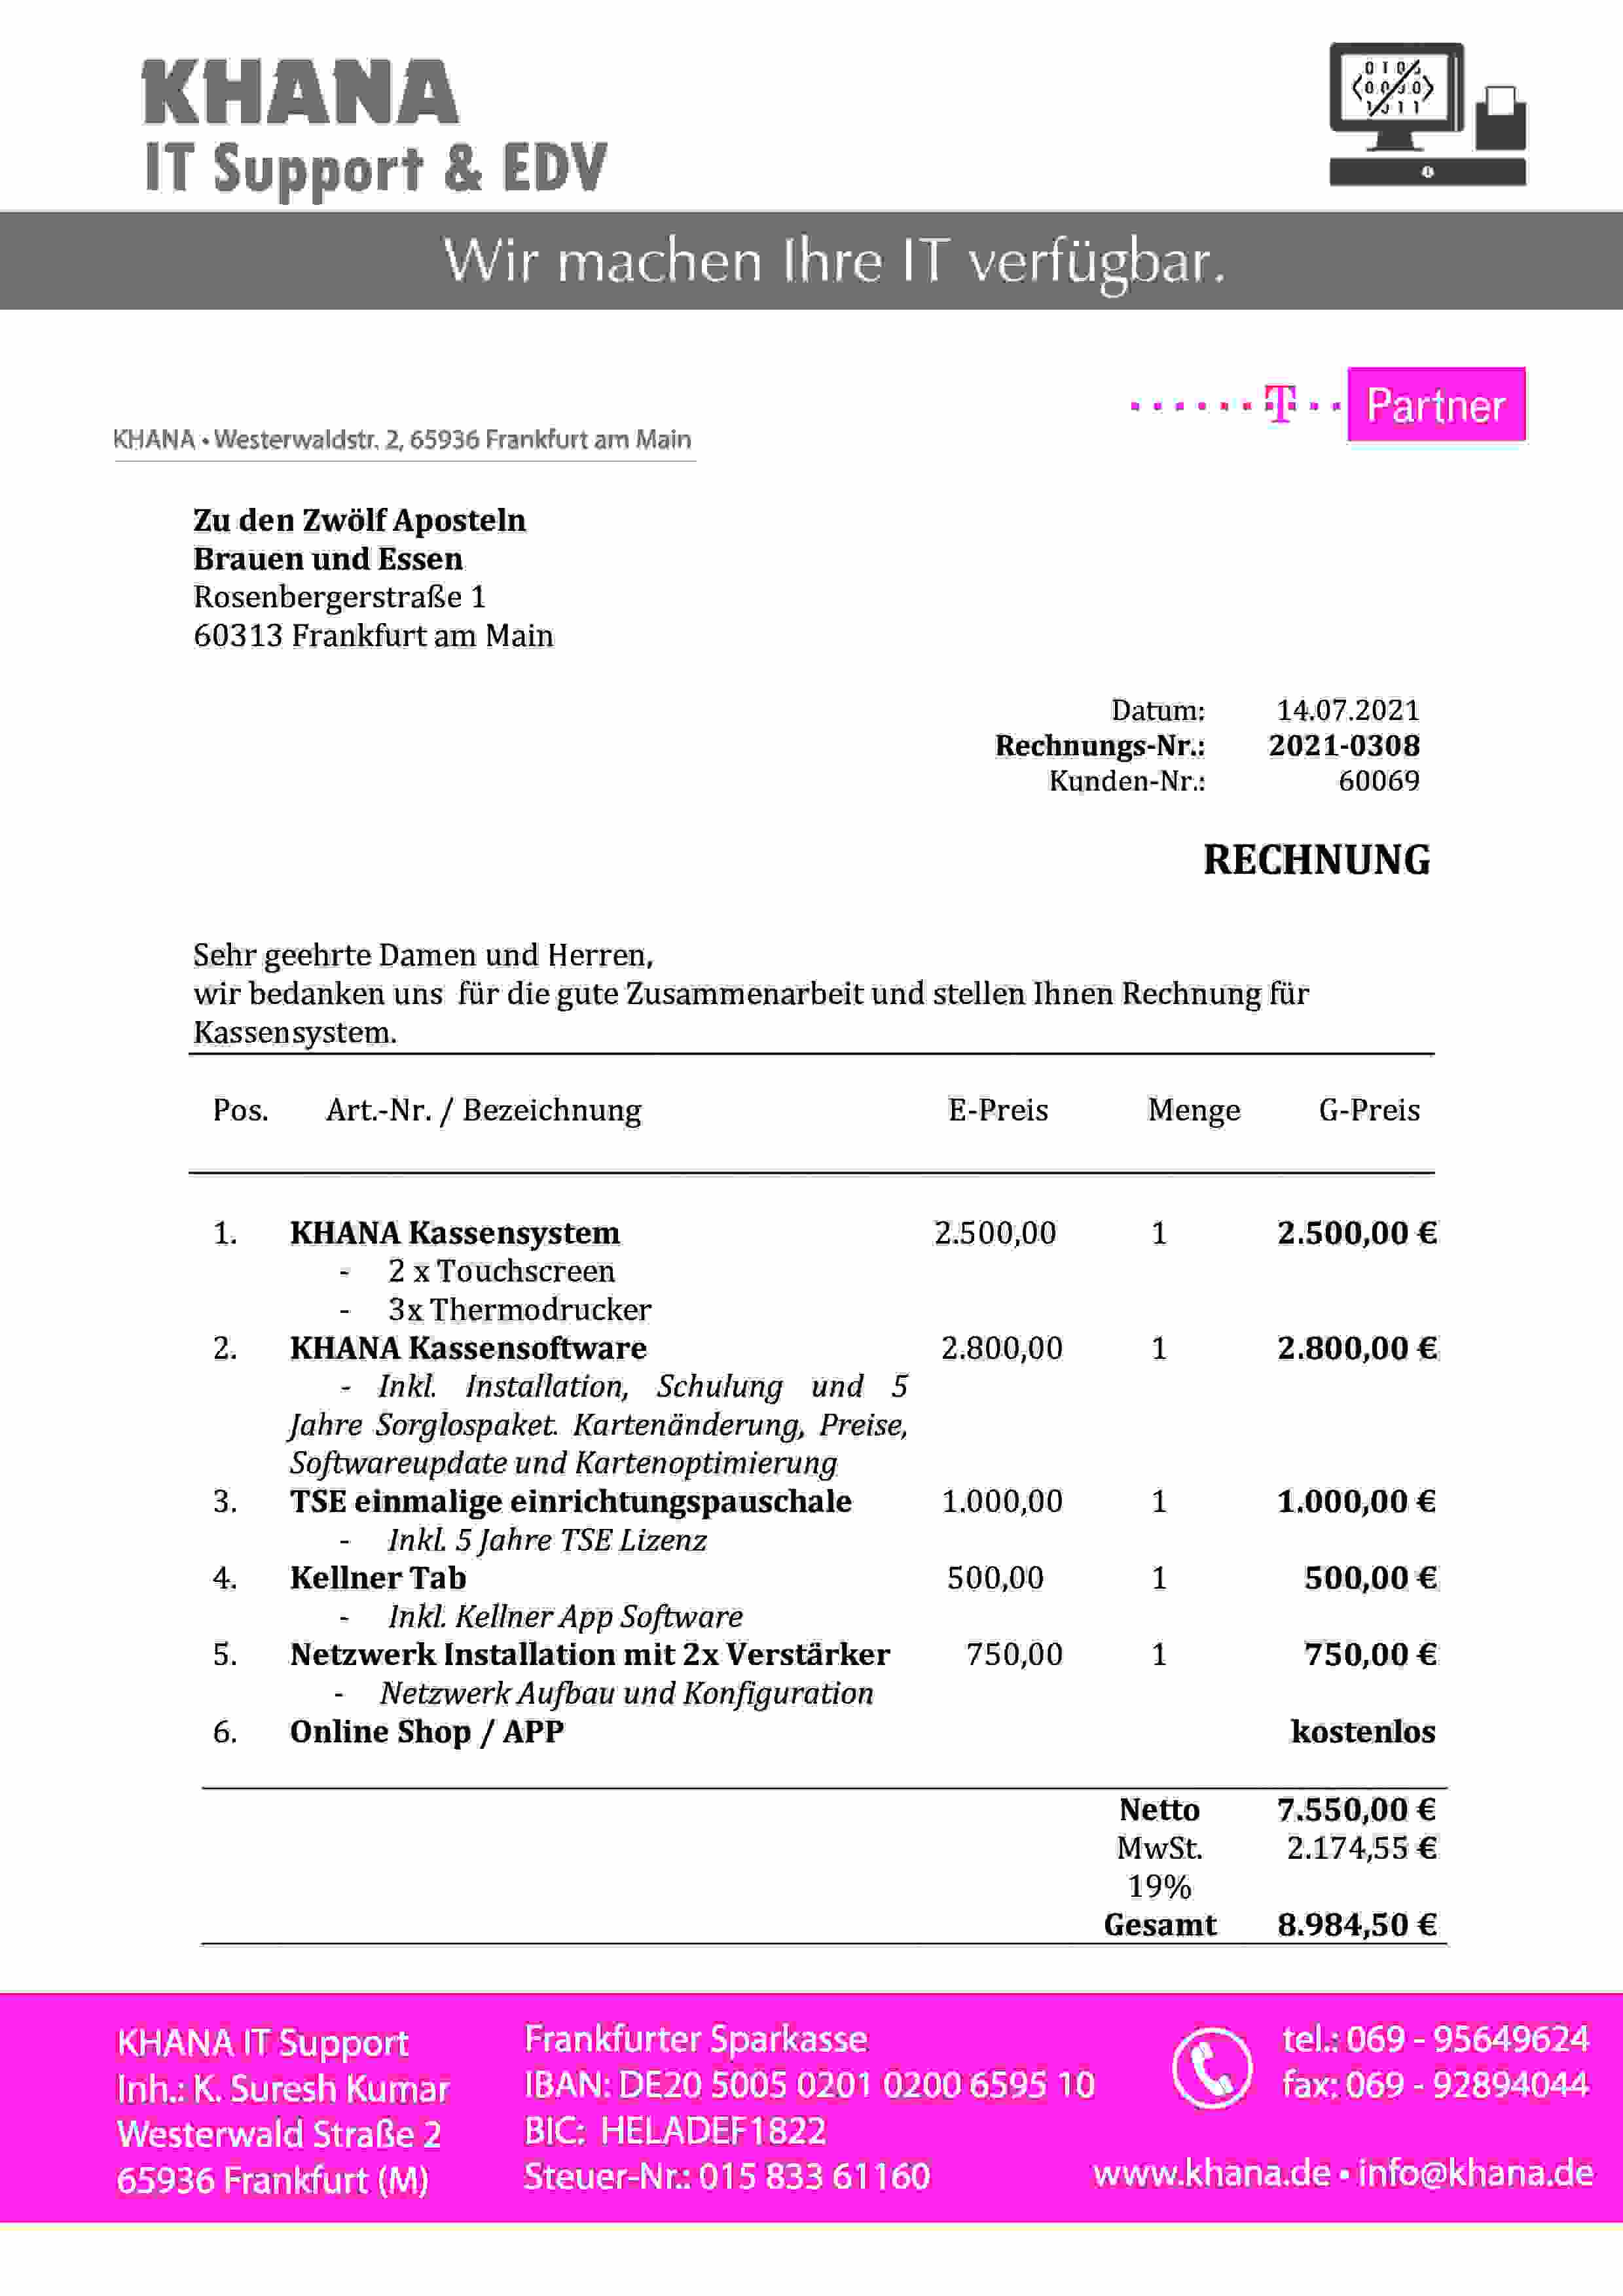 KHANA
IT Support & EDV
Wir machen Ihre IT verfügbar.
T Partner
KHANA • Westerwaldstr. 2, 65936 Frankfurt am Main
Zu den Zwölf Aposteln
Brauen und Essen
Rosenbergerstraße 1
60313 Frankfurt am Main
Datum: 14.07.2021
Rechnungs-Nr.: 2021-0308
Kunden-Nr.: 60069
RECHNUNG
Sehr geehrte Damen und Herren,
wir bedanken uns für die gute Zusammenarbeit und stellen Ihnen Rechnung für
Kassensystem.
Pos. Art.-Nr. / Bezeichnung E-Preis Menge G-Preis
1. KHANA Kassensystem 2.500,00 1 2.500,00 €
- 2 x Touchscreen
- 3x Thermodrucker
2. KHANA Kassensoftware 2.800,00 1 2.800,00 €
- Inkl. Installation, Schulung und 5
Jahre Sorglospaket. Kartenänderung, Preise,
Softwareupdate und Kartenoptimierung
3. TSE einmalige einrichtungspauschale 1.000,00 1 1.000,00 €
- Inkl. 5 Jahre TSE Lizenz
4. Kellner Tab 500,00 1 500,00 €
- Inkl. Kellner App Software
5. Netzwerk Installation mit 2x Verstärker 750,00 1 750,00 €
- Netzwerk Aufbau und Konfiguration
6. Online Shop / APP kostenlos
Netto 7.550,00 €
MwSt. 2.174,55 €
19%
Gesamt 8.984,50 €
KHANA IT Support
Inh.: K. Suresh Kumar
Westerwald Straße 2
65936 Frankfurt (M)
Frankfurter Sparkasse
IBAN: DE20 5005 0201 0200 6595 10
BIC: HELADEF1822
Steuer-Nr.: 015 833 61160
tel.: 069 - 95649624
fax: 069 - 92894044
www.khana.de • info@khana.de